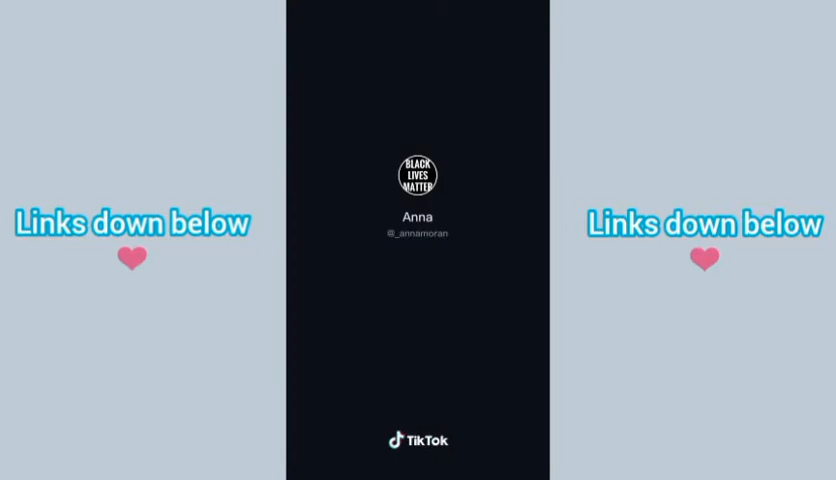 Links down below
BLACK
LIVES
MATTER
Anna
@_annamoran
TikTok
Links down below